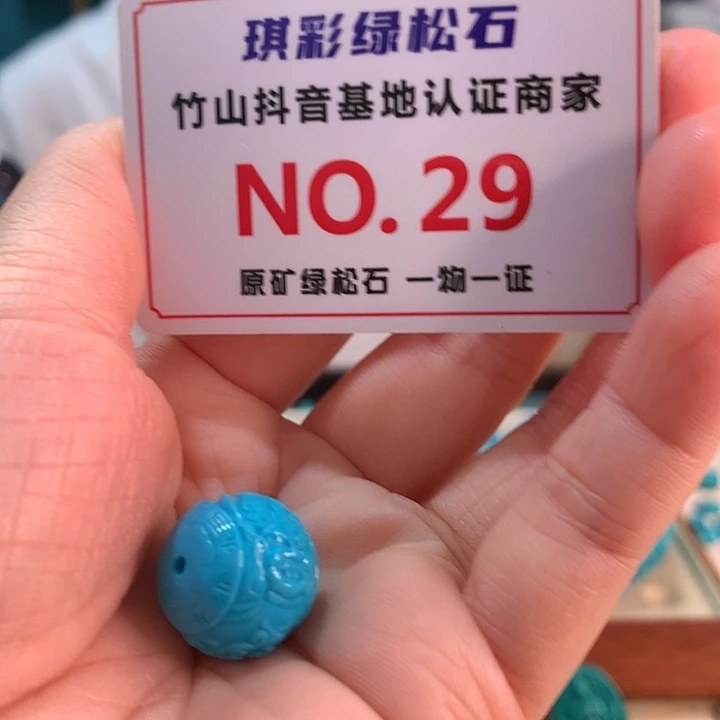 琪彩绿松石
竹山抖音基地认证商家
NO. 29
原矿绿松石 一物一证